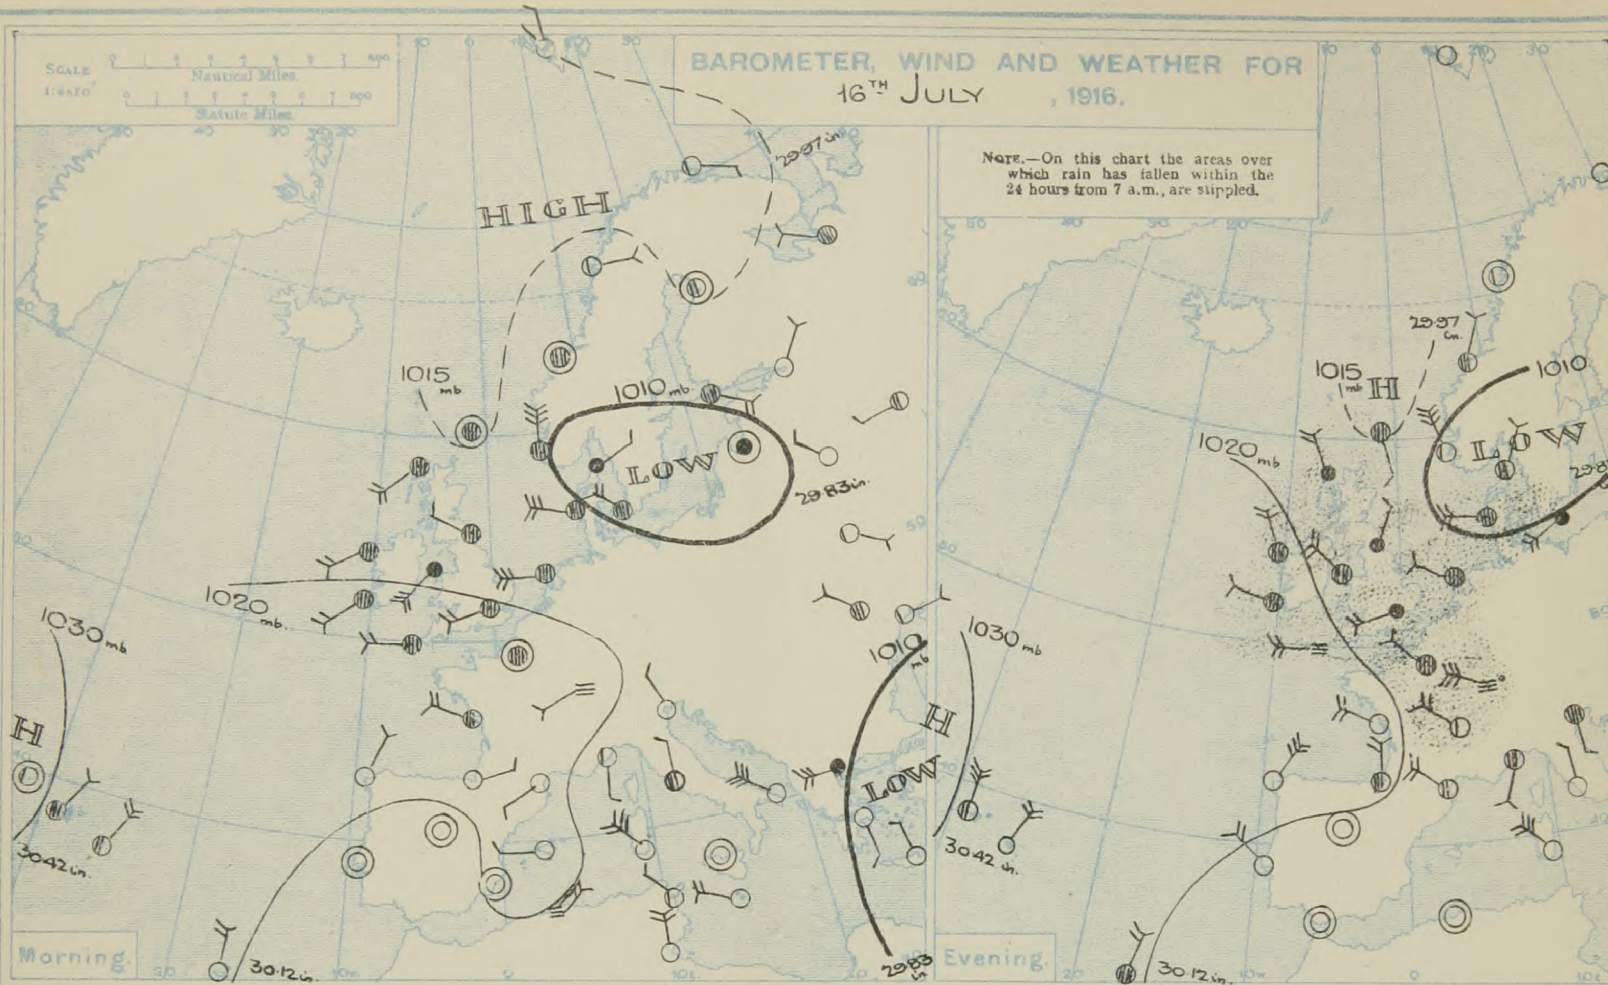 SCALE
Nautical Miles.
Statute Miles.
BAROMETER, WIND AND WEATHER FOR
16TH JULY , 1916.
NOTE.—On this chart the areas over
which rain has fallen within the
24 hours from 7 a.m., are stippled.
29.97 in.
HIGH
1015 mb
1010 mb
LOW
29.83 in.
1020 mb.
1030 mb
H
30.42 in.
30.12 in.
1010 mb
LOW
29.83 in
Morning.
29.97 in.
1015 mb
H
1010
LOW
1020 mb
1030 mb
H
30.42 in.
30.12 in.
Evening.